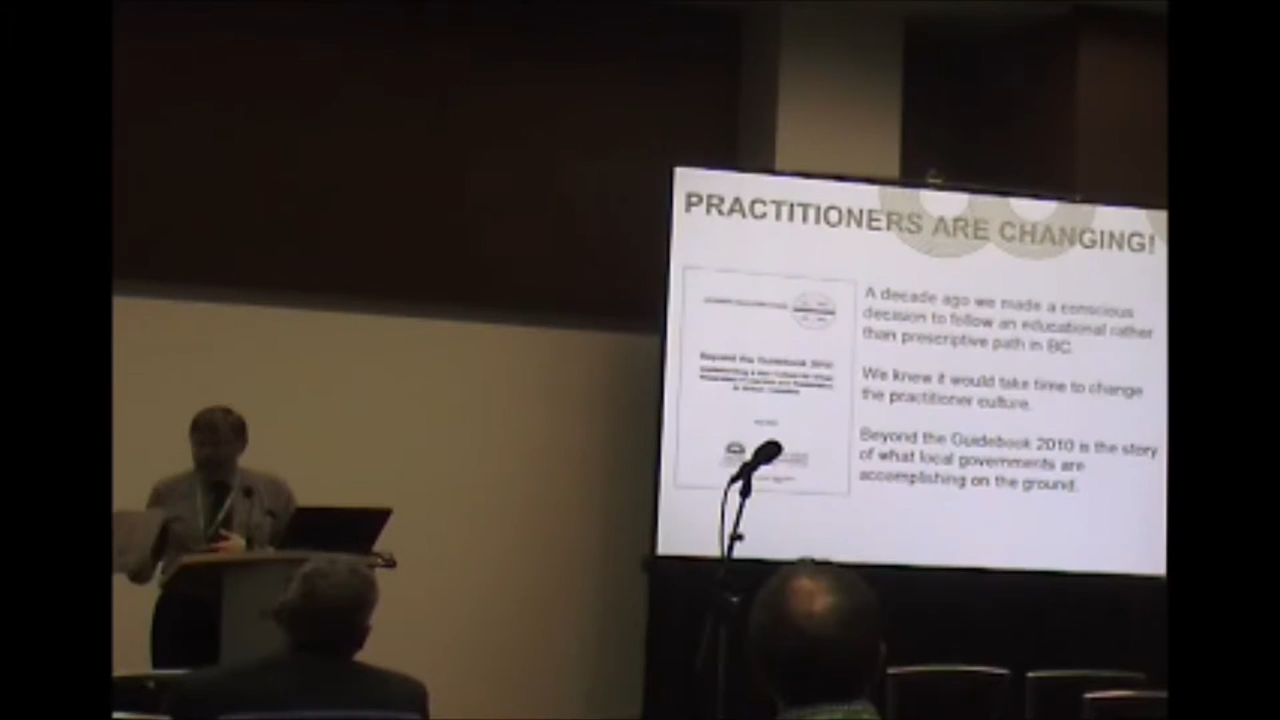 PRACTITIONERS ARE CHANGING!
Beyond the Guidebook 2010:
A decade ago we made a conscious
decision to follow an educational rather
than prescriptive path in BC.
We knew it would take time to change
the practitioner culture.
Beyond the Guidebook 2010 is the story
of what local governments are
accomplishing on the ground.